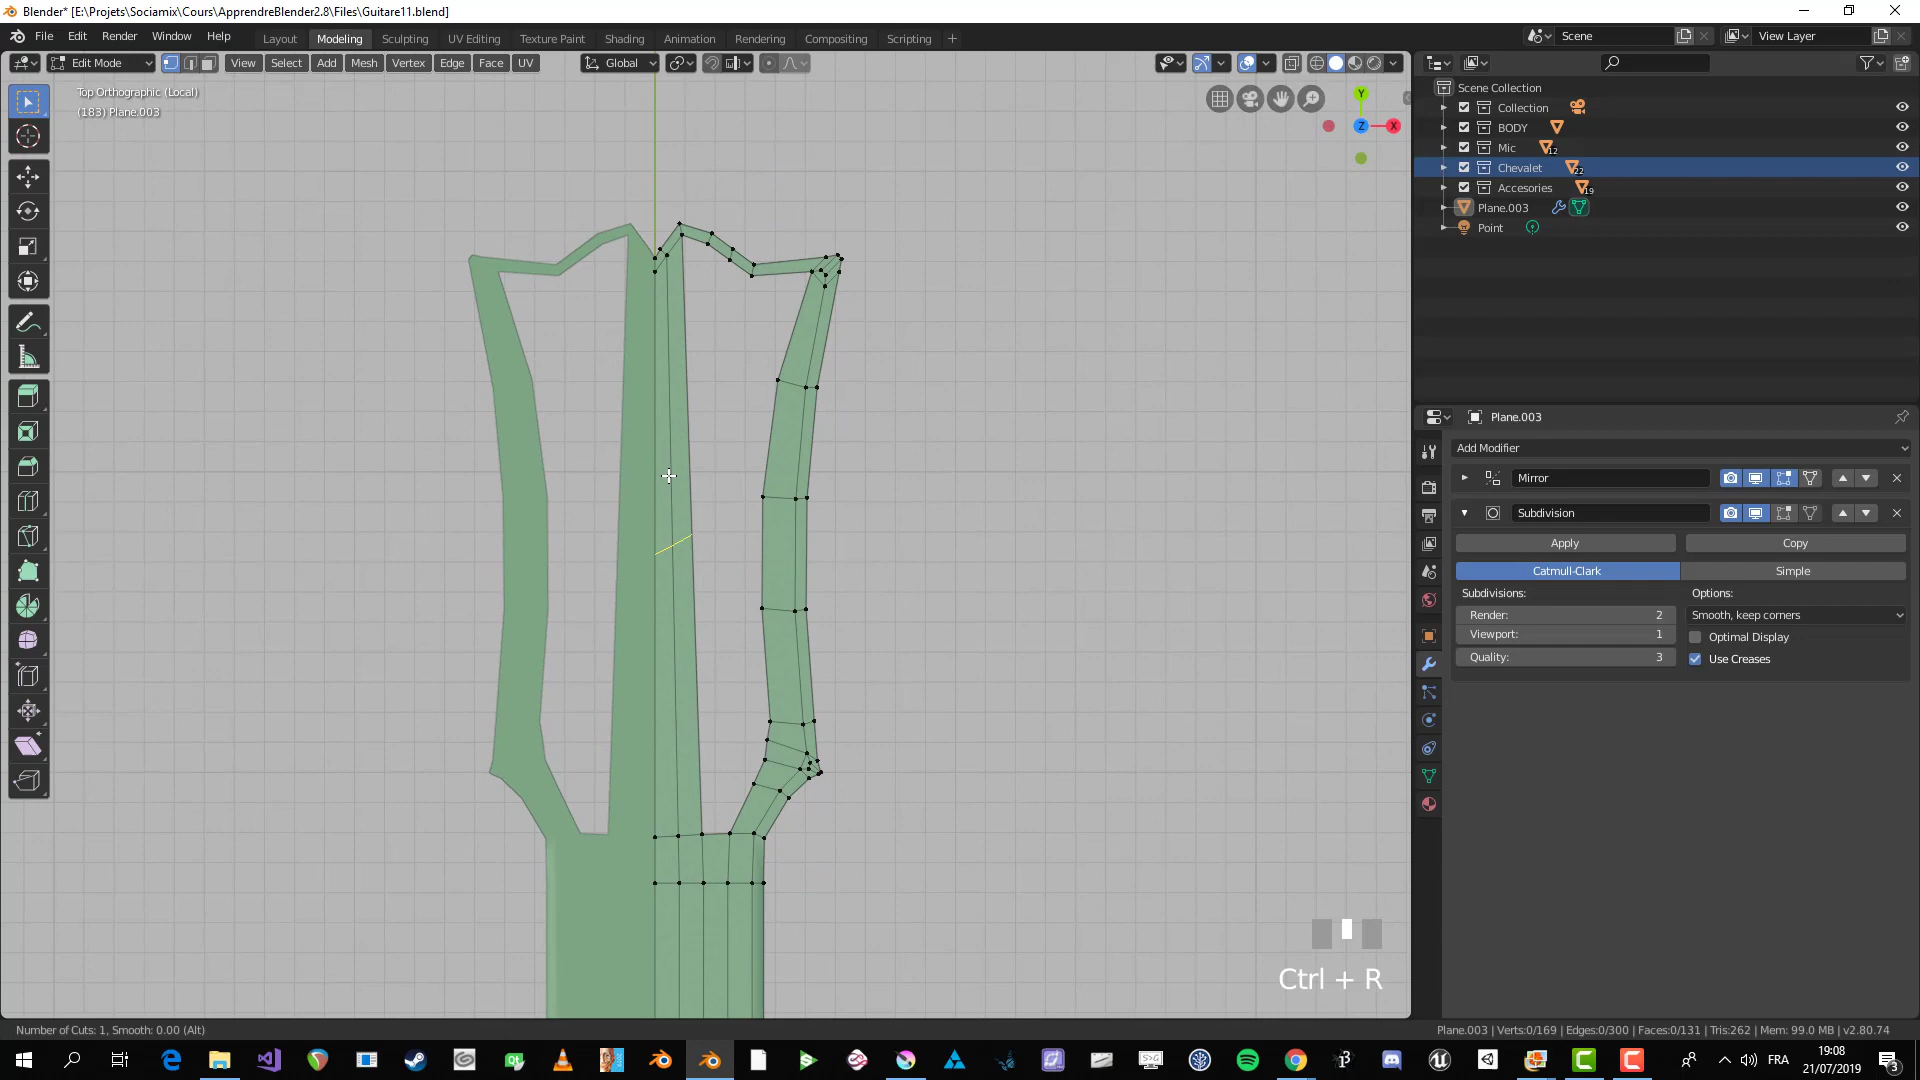 Blender* [E:\Projets\Sociamix\Cours\ApprendreBlender2.8\Files\Guitare11.blend]
File Edit Render Window Help
Layout Modeling Sculpting UV Editing Texture Paint Shading Animation Rendering Compositing Scripting
Scene
View Layer
Edit Mode
View Select Add Mesh Vertex Edge Face UV
Global
Top Orthographic (Local)
(183) Plane.003
Y
Z
X
Scene Collection
Collection
BODY
Mic
12
Chevalet
22
Accesories
19
Plane.003
Point
Plane.003
Add Modifier
Mirror
Subdivision
Apply
Copy
Catmull-Clark
Simple
Subdivisions:
Options:
Render: 2
Smooth, keep corners
Viewport: 1
Optimal Display
Quality: 3
Use Creases
Ctrl + R
Number of Cuts: 1, Smooth: 0.00 (Alt)
Plane.003 | Verts:0/169 | Edges:0/300 | Faces:0/131 | Tris:262 | Mem: 99.0 MB | v2.80.74
FRA
19:08
21/07/2019
3